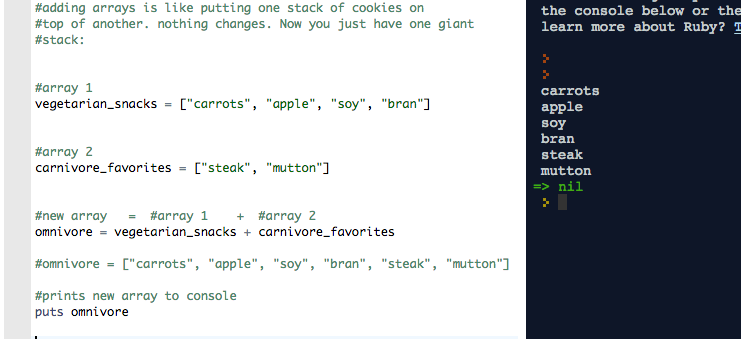 #adding arrays is like putting one stack of cookies on
#top of another. nothing changes. Now you just have one giant
#stack:
#array 1
vegetarian_snacks = ["carrots", "apple", "soy", "bran"]
#array 2
carnivore_favorites = ["steak", "mutton"]
#new array = #array 1 + #array 2
omnivore = vegetarian_snacks + carnivore_favorites
#omnivore = ["carrots", "apple", "soy", "bran", "steak", "mutton"]
#prints new array to console
puts omnivore
the console below or the
learn more about Ruby?
carrots
apple
soy
bran
steak
mutton
=> nil